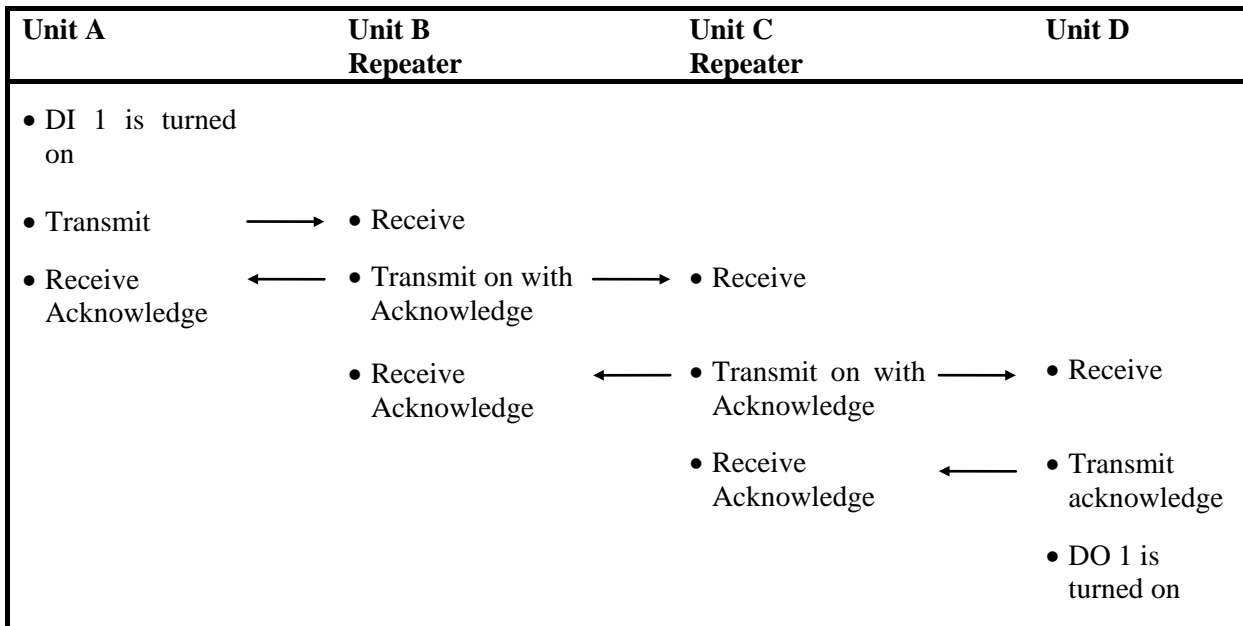 Unit A Unit B Unit C Unit D
Repeater Repeater
• DI 1 is turned
on
• Transmit • Receive
• Receive • Transmit on with • Receive
Acknowledge Acknowledge
• Receive • Transmit on with • Receive
Acknowledge Acknowledge
• Receive • Transmit
Acknowledge acknowledge
• DO 1 is
turned on